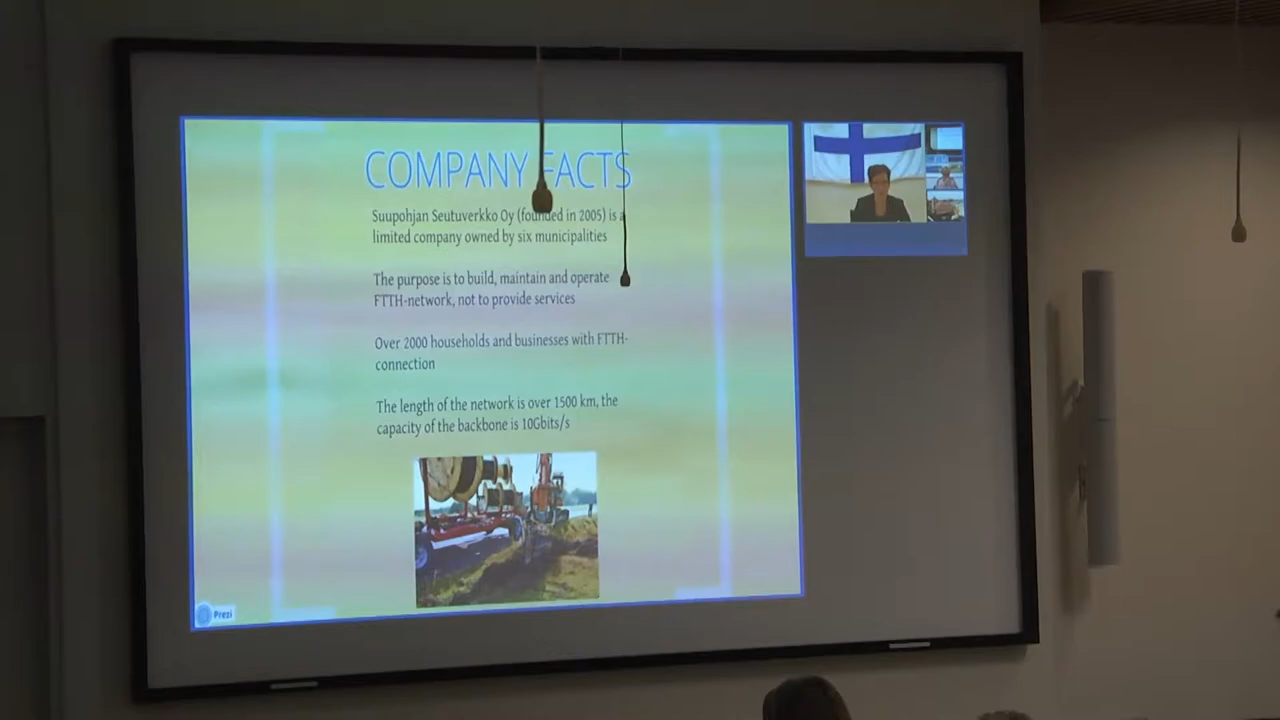 COMPANY FACTS
Suupohjan Seutuverkko Oy (founded in 2005) is a
limited company owned by six municipalities
The purpose is to build, maintain and operate
FTTH-network, not to provide services
Over 2000 households and businesses with FTTH-
connection
The length of the network is over 1500 km, the
capacity of the backbone is 10Gbits/s
Prezi